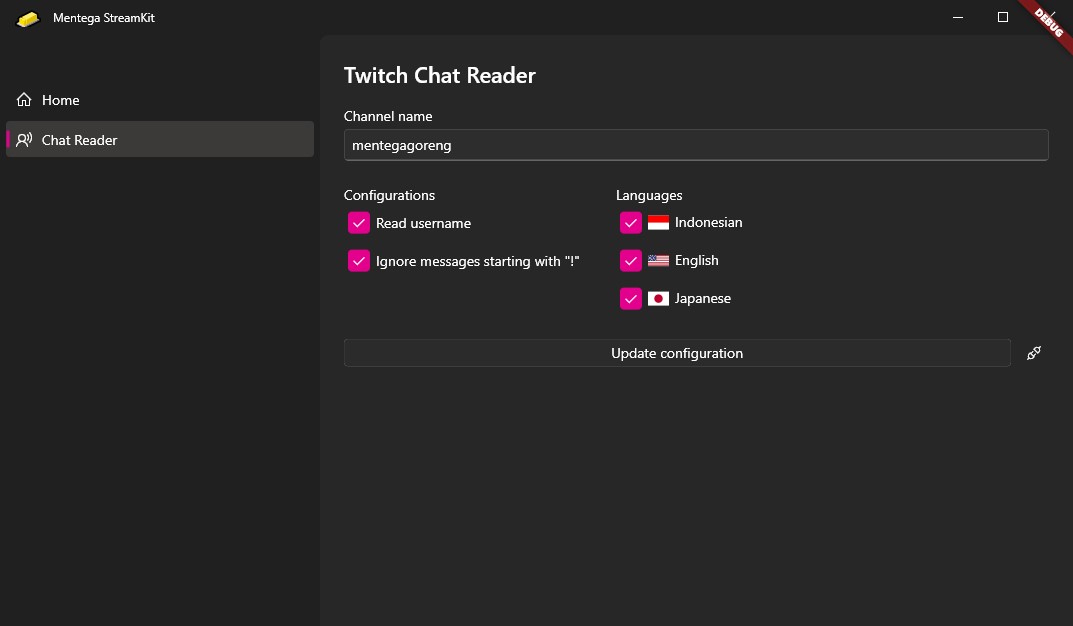 Mentega StreamKit
DEBUG
Home
Chat Reader
Twitch Chat Reader
Channel name
mentegagoreng
Configurations
Read username
Ignore messages starting with "!"
Languages
Indonesian
English
Japanese
Update configuration